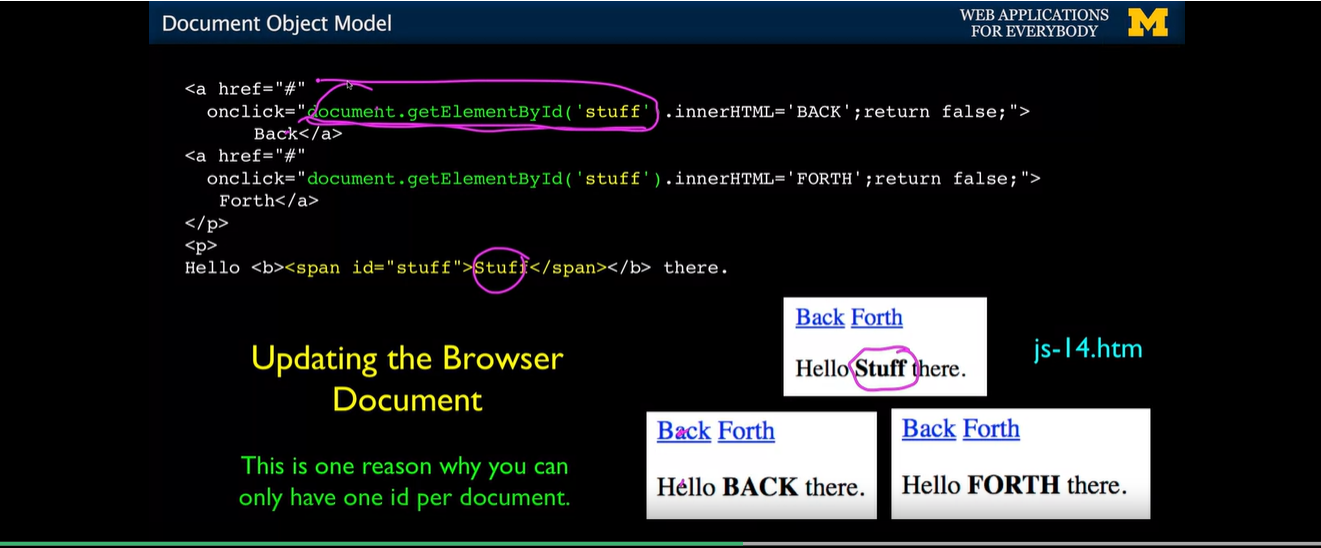 Document Object Model
WEB APPLICATIONS
FOR EVERYBODY
M
<a href="#"
onclick="document.getElementById('stuff').innerHTML='BACK';return false;">
Back</a>
<a href="#"
onclick="document.getElementById('stuff').innerHTML='FORTH';return false;">
Forth</a>
</p>
<p>
Hello <b><span id="stuff">Stuff</span></b> there.
Back Forth
Hello Stuff there.
js-14.htm
Updating the Browser
Document
Back Forth
Hello BACK there.
Back Forth
Hello FORTH there.
This is one reason why you can
only have one id per document.